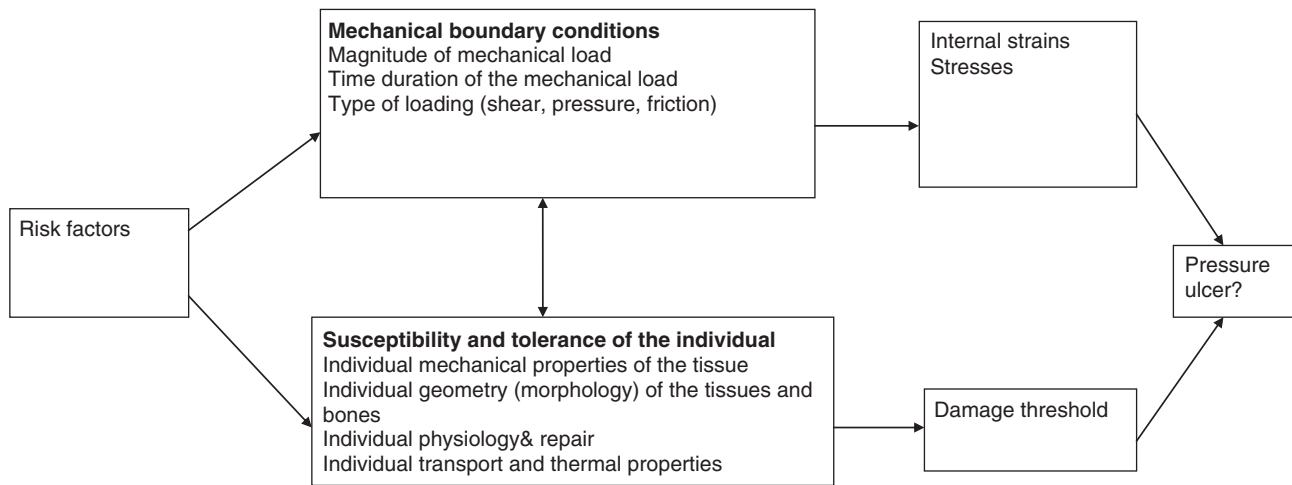 Mechanical boundary conditions
Magnitude of mechanical load
Time duration of the mechanical load
Type of loading (shear, pressure, friction)
Internal strains
Stresses
Risk factors
Pressure
ulcer?
Susceptibility and tolerance of the individual
Individual mechanical properties of the tissue
Individual geometry (morphology) of the tissues and
bones
Individual physiology& repair
Individual transport and thermal properties
Damage threshold